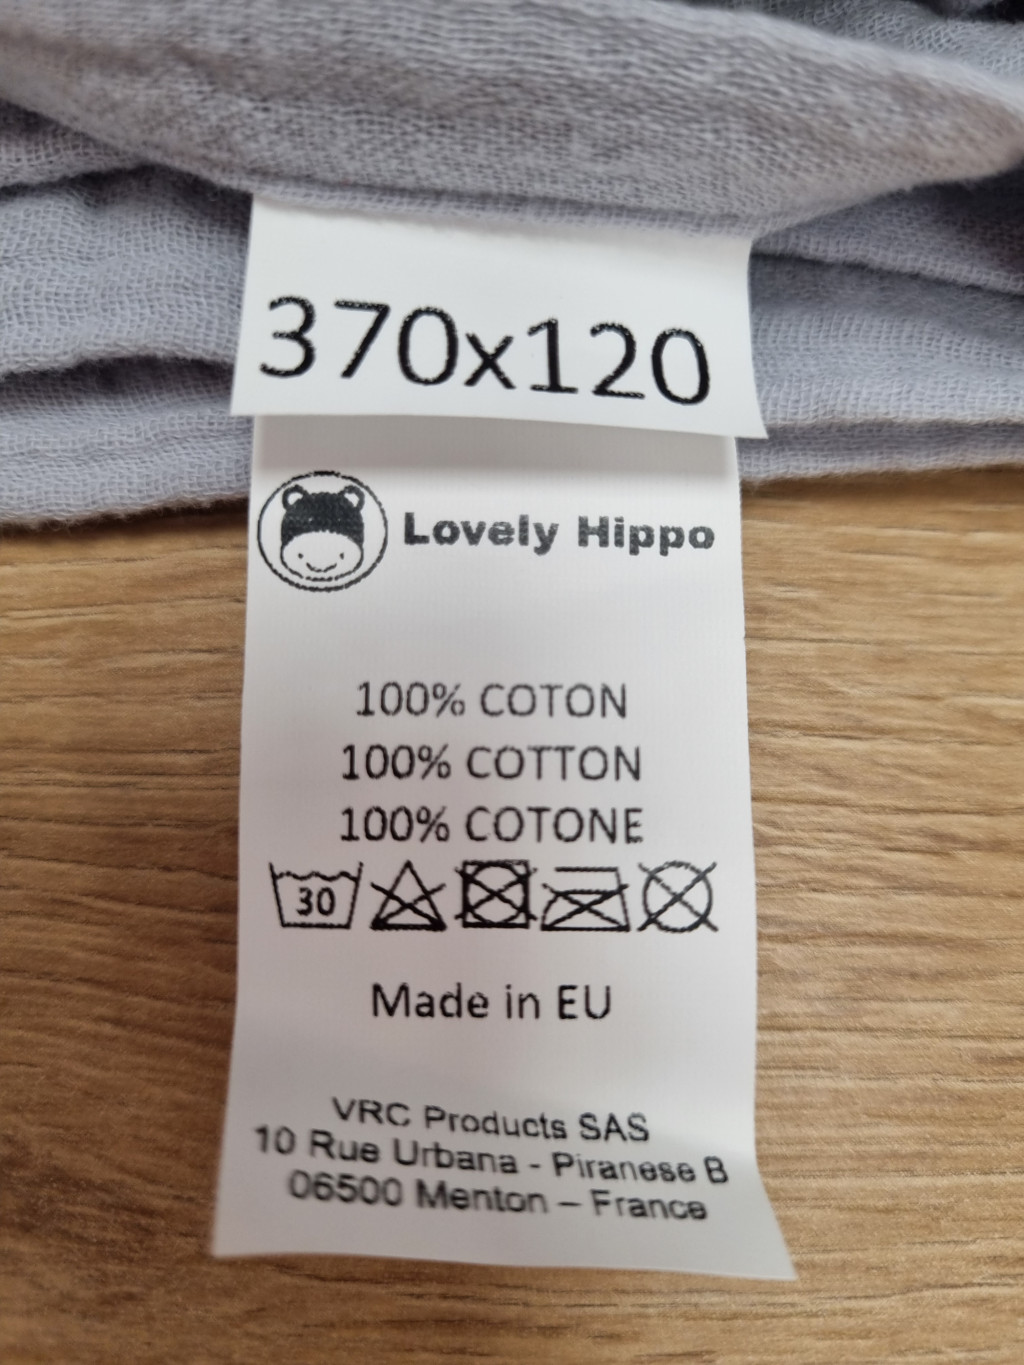 370x120
Lovely Hippo
100% COTON
100% COTTON
100% COTONE
30
Made in EU
VRC Products SAS
10 Rue Urbana - Piranese B
06500 Menton – France